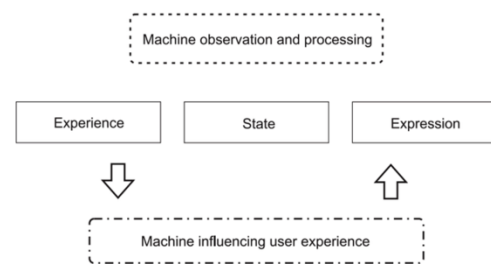 Machine observation and processing
Experience
State
Expression
Machine influencing user experience